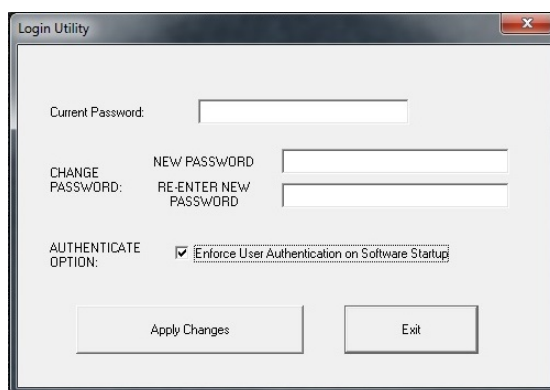 Login Utility
Current Password:
CHANGE
PASSWORD:
NEW PASSWORD
RE-ENTER NEW
PASSWORD
AUTHENTICATE
OPTION:
Enforce User Authentication on Software Startup
Apply Changes
Exit